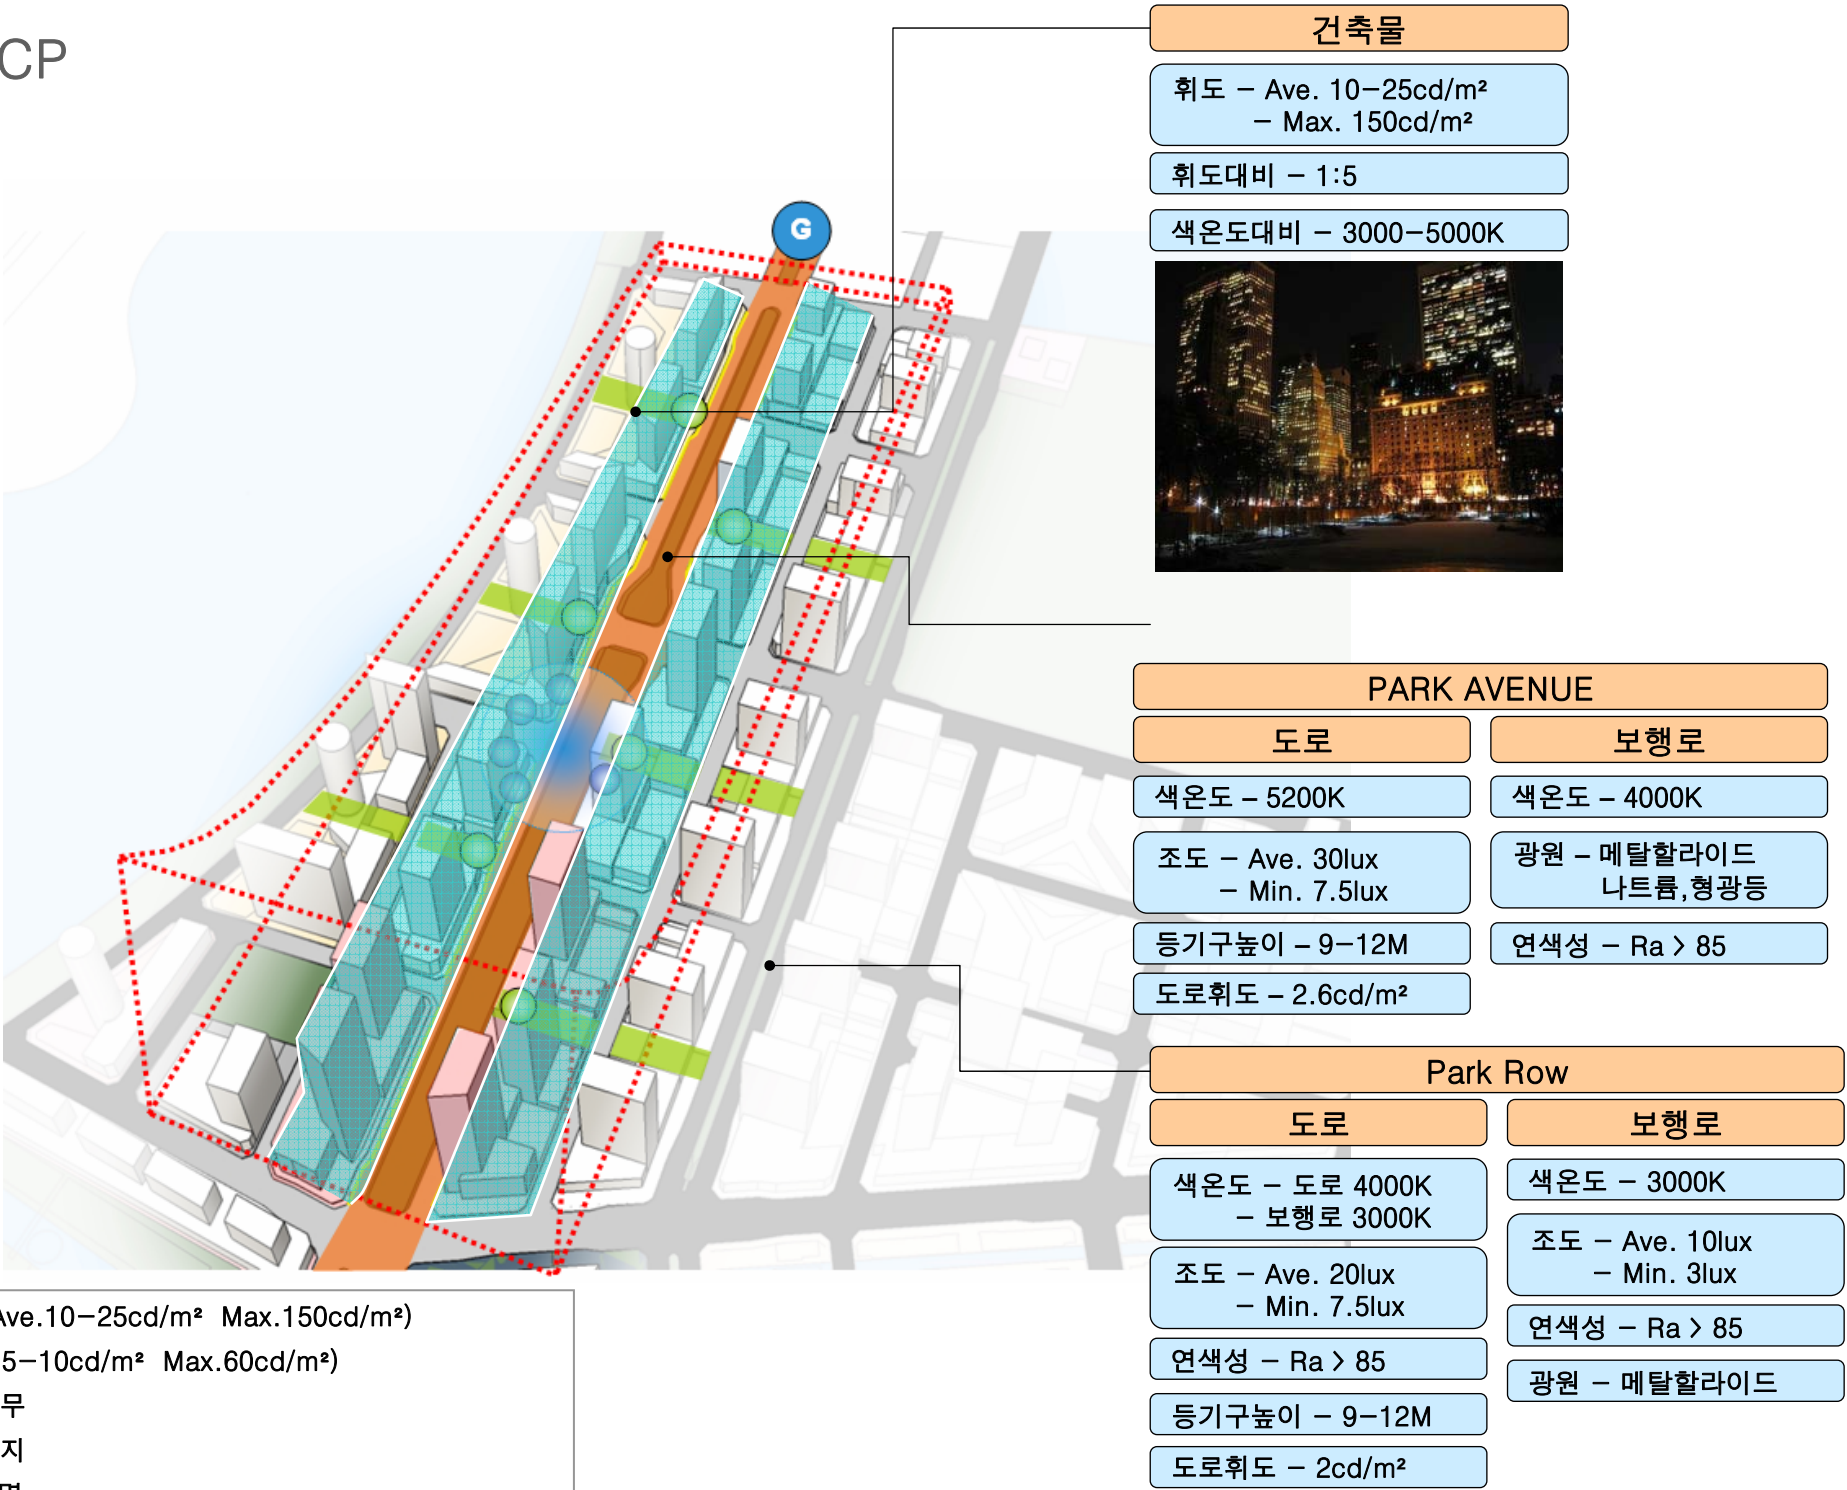 CP
건축물
휘도 - Ave. 10-25cd/m²
- Max. 150cd/m²
휘도대비 - 1:5
색온도대비 - 3000-5000K
G
PARK AVENUE
도로
보행로
색온도 - 5200K
색온도 - 4000K
조도 - Ave. 30lux
- Min. 7.5lux
광원 - 메탈할라이드
나트륨,형광등
등기구높이 - 9-12M
연색성 - Ra > 85
도로휘도 - 2.6cd/m²
Park Row
도로
보행로
색온도 - 도로 4000K
- 보행로 3000K
색온도 - 3000K
조도 - Ave. 20lux
- Min. 7.5lux
조도 - Ave. 10lux
- Min. 3lux
연색성 - Ra > 85
연색성 - Ra > 85
등기구높이 - 9-12M
광원 - 메탈할라이드
도로휘도 - 2cd/m²
Ave.10-25cd/m² Max.150cd/m²)
5-10cd/m² Max.60cd/m²)
무
지